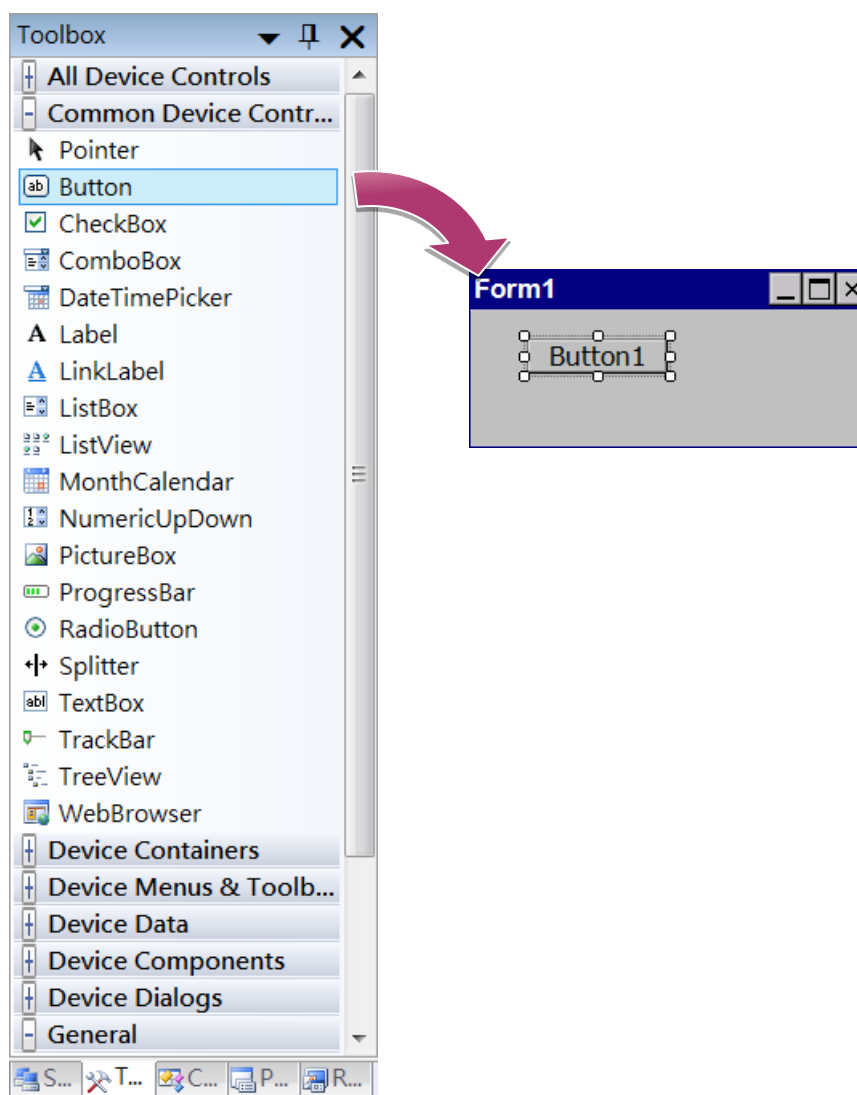 Toolbox
All Device Controls
Common Device Contr...
Pointer
Button
CheckBox
ComboBox
DateTimePicker
Label
LinkLabel
ListBox
ListView
MonthCalendar
NumericUpDown
PictureBox
ProgressBar
RadioButton
Splitter
TextBox
TrackBar
TreeView
WebBrowser
Device Containers
Device Menus & Toolb...
Device Data
Device Components
Device Dialogs
General
S... T... C... P... R...
Form1
Button1